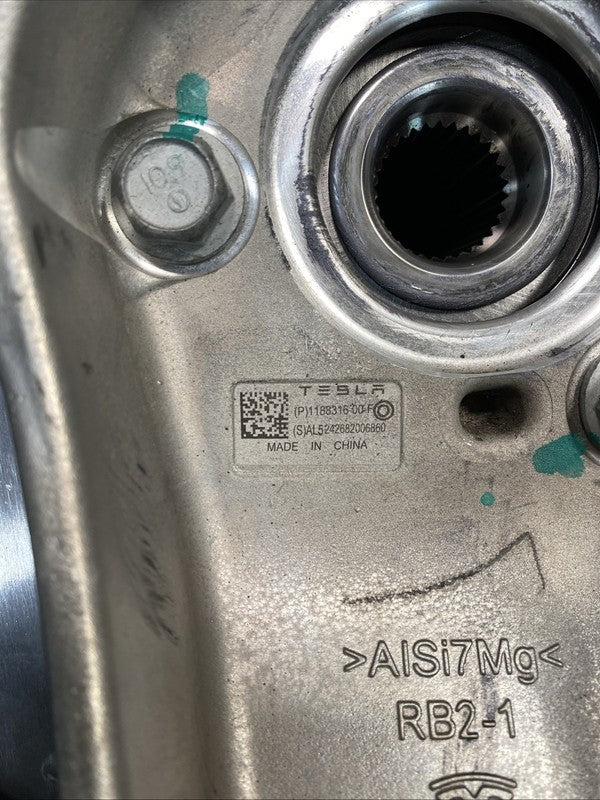 TESLA
(P)1188316-00-F
(S)AL5242682006860
MADE IN CHINA
>AlSi7Mg<
RB2-1